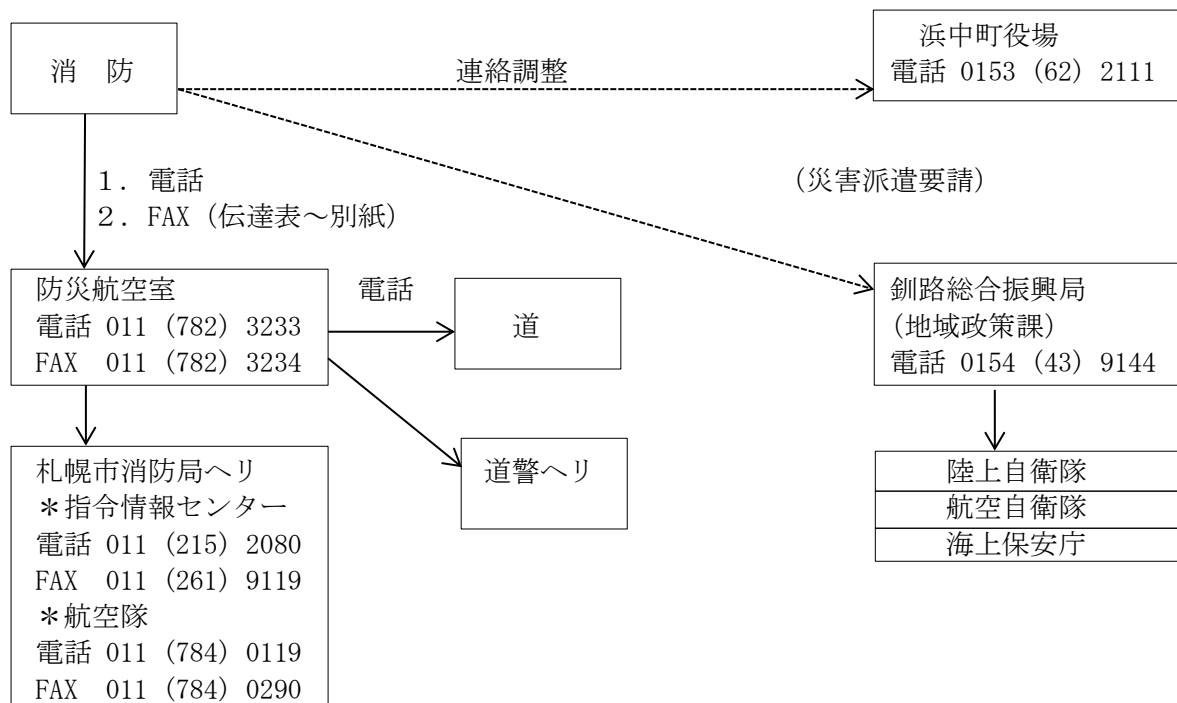 消　防
連絡調整
浜中町役場
電話 0153（62）2111
1．電話
2．FAX（伝達表～別紙）
（災害派遣要請）
防災航空室
電話 011（782）3233
FAX　011（782）3234
電話
道
釧路総合振興局
（地域政策課）
電話 0154（43）9144
札幌市消防局ヘリ
＊指令情報センター
電話 011（215）2080
FAX　011（261）9119
＊航空隊
電話 011（784）0119
FAX　011（784）0290
道警ヘリ
陸上自衛隊
航空自衛隊
海上保安庁